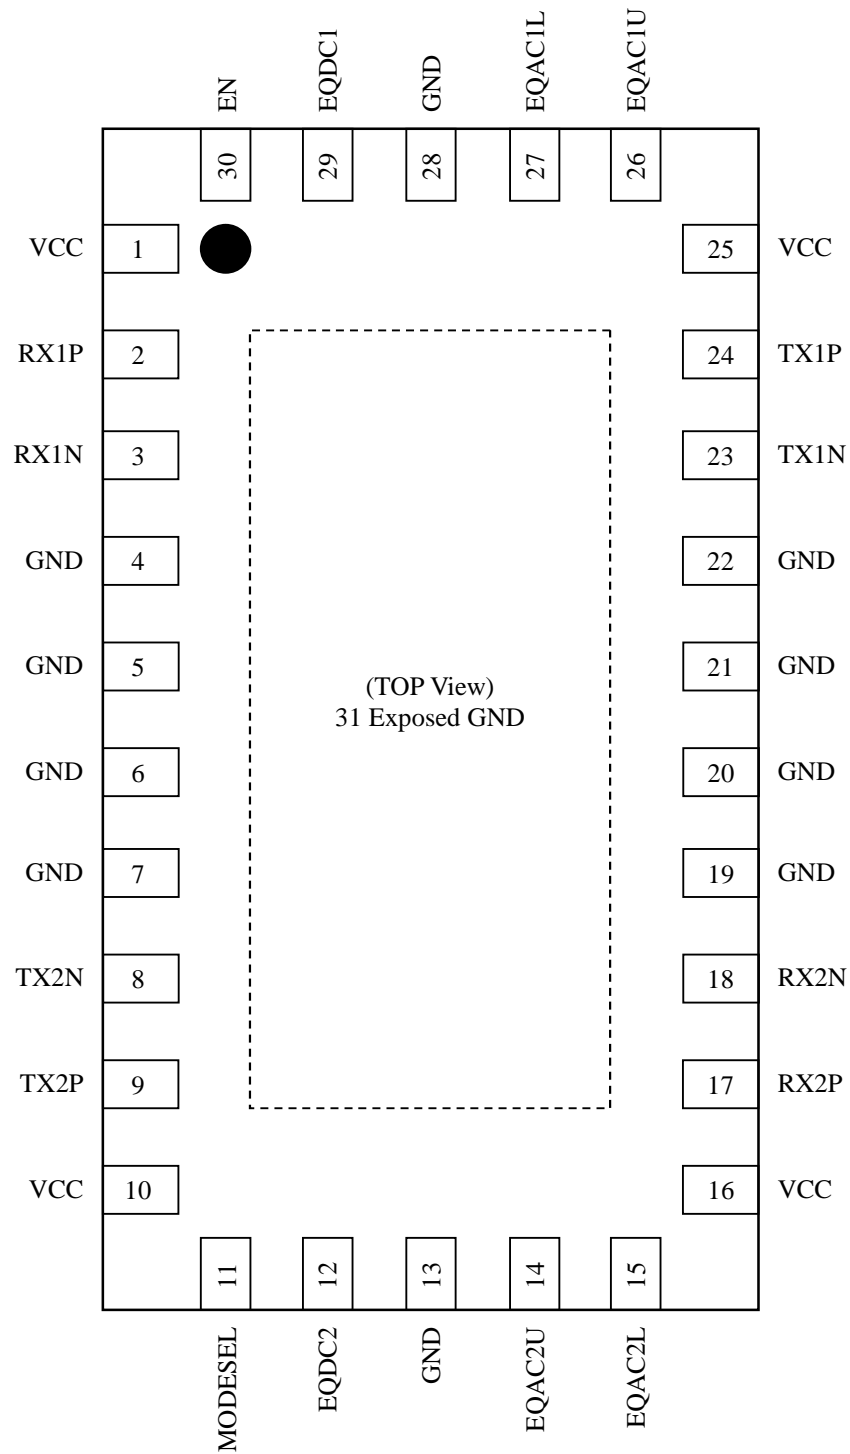 EN
EQDC1
GND
EQAC1L
EQAC1U
30
29
28
27
26
VCC 1
25 VCC
RX1P 2
24 TX1P
RX1N 3
23 TX1N
GND 4
22 GND
GND 5
21 GND
(TOP View)
31 Exposed GND
GND 6
20 GND
GND 7
19 GND
TX2N 8
18 RX2N
TX2P 9
17 RX2P
VCC 10
16 VCC
11
12
13
14
15
MODESEL
EQDC2
GND
EQAC2U
EQAC2L